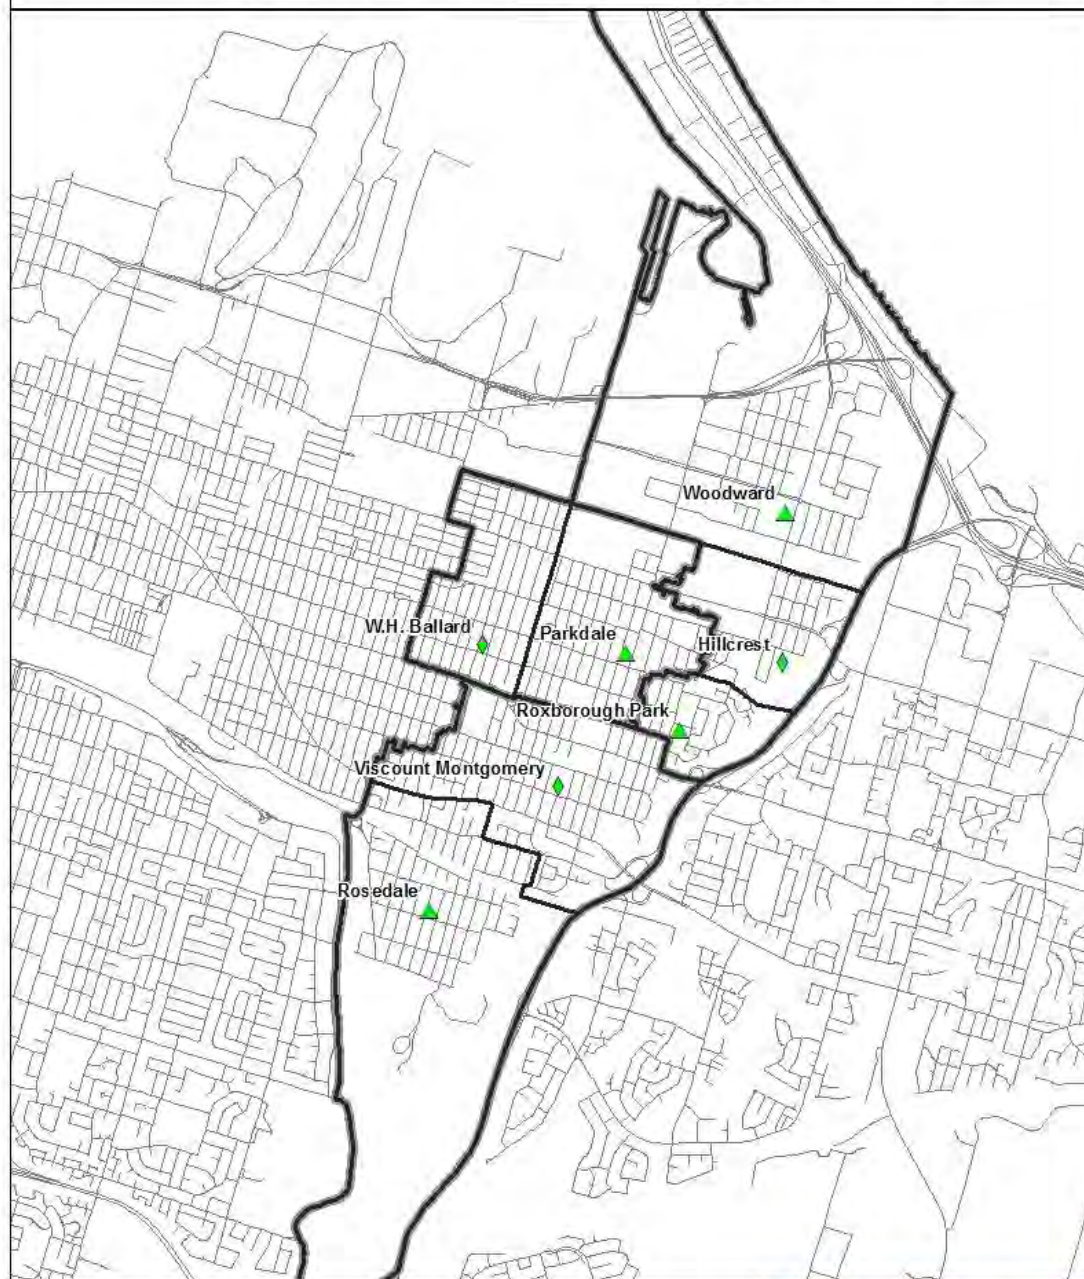 Woodward
W.H. Ballard
Parkdale
Hillcrest
Roxborough Park
Viscount Montgomery
Rosedale